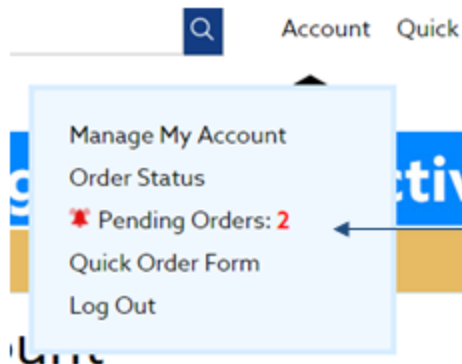 Account Quick
Manage My Account
Order Status
Pending Orders: 2
Quick Order Form
Log Out